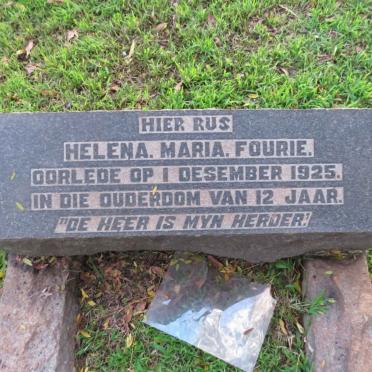 HIER RUS
HELENA. MARIA. FOURIE.
OORLEDE OP 1 DESEMBER 1925.
IN DIE OUDERDOM VAN 12 JAAR.
"DE HEER IS MYN HERDER."